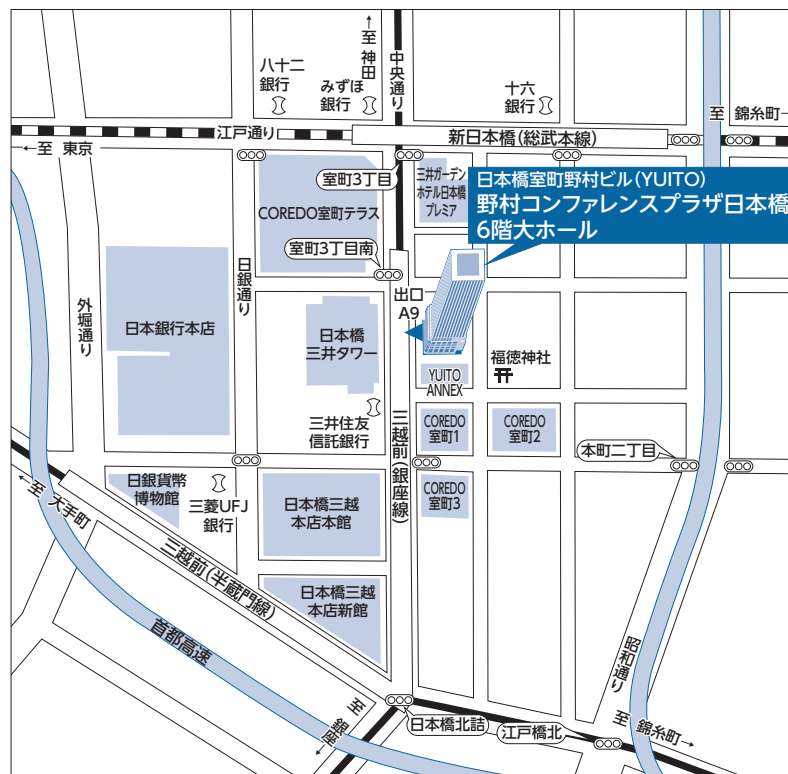 ←至 神田
中央通り
八十二
銀行
みずほ
銀行
十六
銀行
至 錦糸町→
江戸通り
新日本橋(総武本線)
←至 東京
室町3丁目
三井ガーデン
ホテル日本橋
プレミア
日本橋室町野村ビル(YUITO)
野村コンファレンスプラザ日本橋
6階大ホール
COREDO室町テラス
室町3丁目南
日銀通り
外堀通り
出口
A9
日本銀行本店
日本橋
三井タワー
福徳神社
YUITO
ANNEX
三井住友
信託銀行
三越前(銀座線)
COREDO
室町1
COREDO
室町2
本町二丁目
日銀貨幣
博物館
三菱UFJ
銀行
日本橋三越
本店本館
COREDO
室町3
←至 大手町
三越前(半蔵門線)
日本橋三越
本店新館
首都高速
昭和通り
至 銀座→
日本橋北詰
江戸橋北
至 錦糸町→